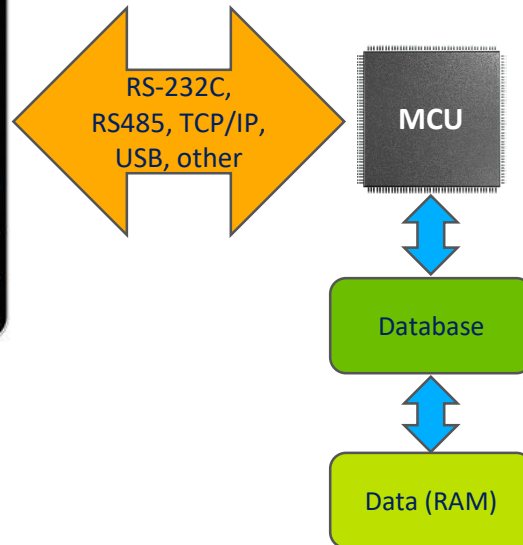 RS-232C,
RS485, TCP/IP,
USB, other
MCU
Database
Data (RAM)